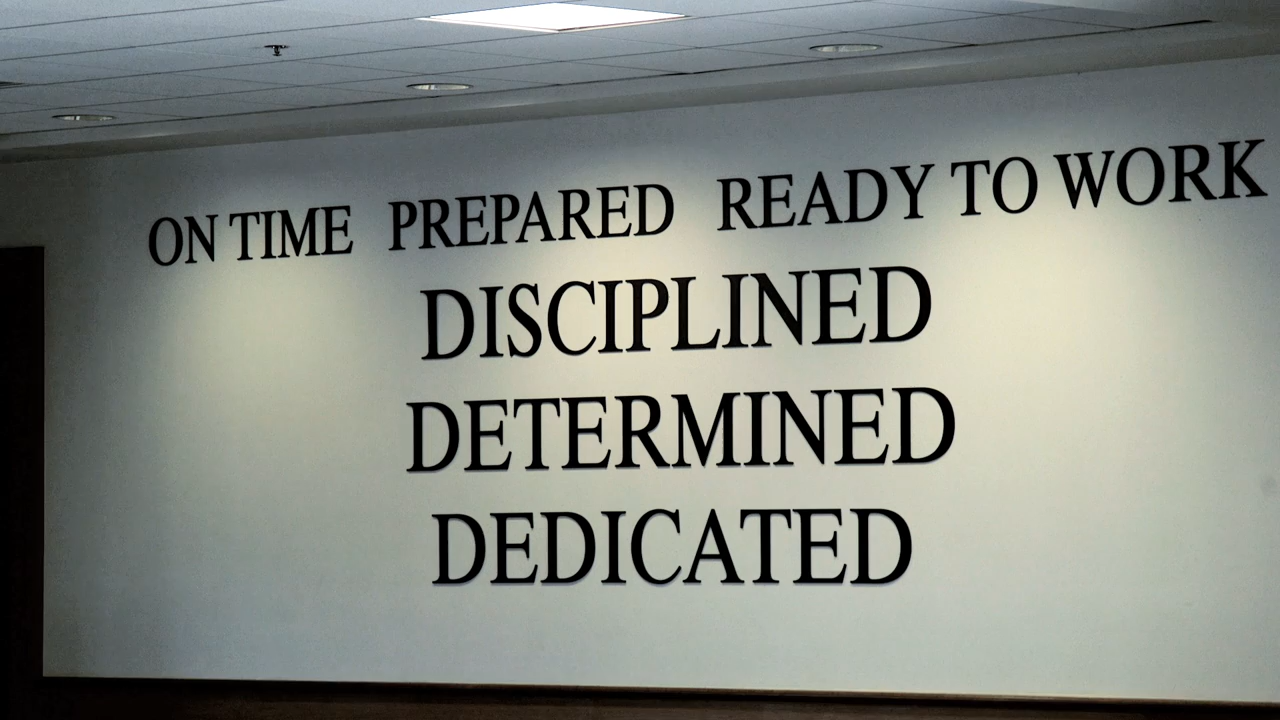 ON TIME PREPARED READY TO WORK
DISCIPLINED
DETERMINED
DEDICATED